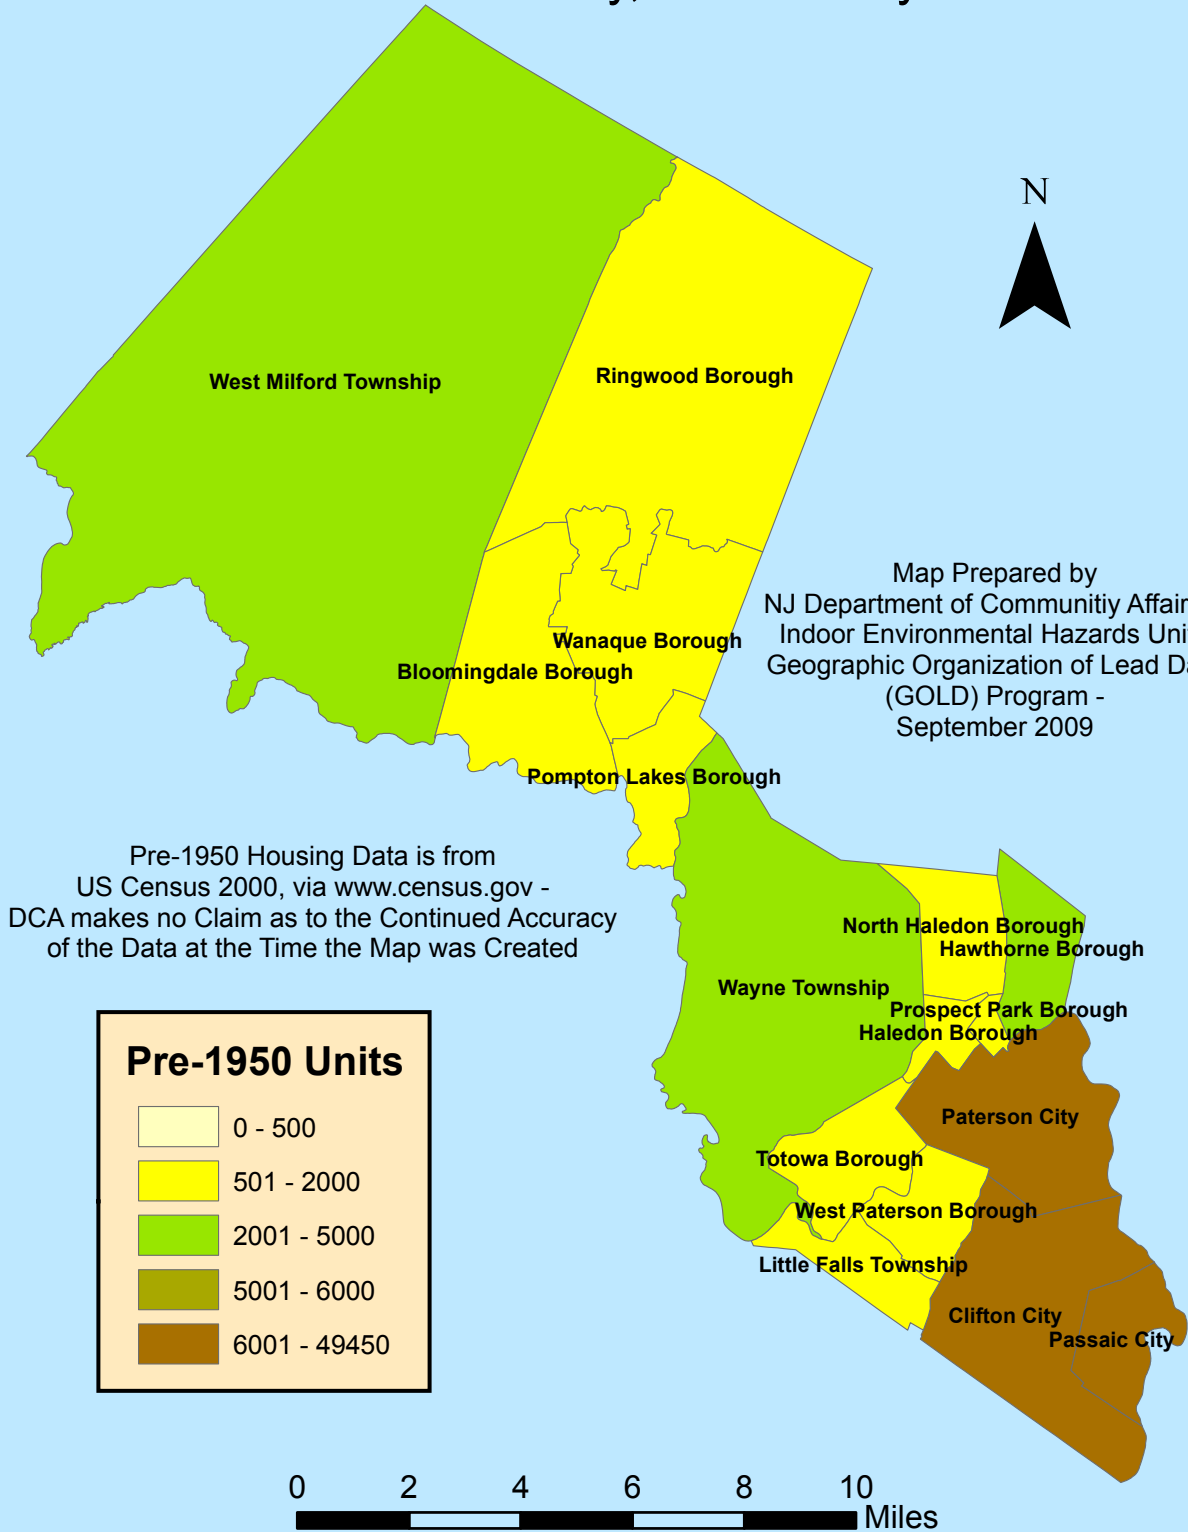 N
West Milford Township
Ringwood Borough
Map Prepared by
NJ Department of Communitiy Affair
Indoor Environmental Hazards Uni
Geographic Organization of Lead Da
(GOLD) Program -
September 2009
Wanaque Borough
Bloomingdale Borough
Pompton Lakes Borough
Pre-1950 Housing Data is from
US Census 2000, via www.census.gov -
DCA makes no Claim as to the Continued Accuracy
of the Data at the Time the Map was Created
North Haledon Borough
Hawthorne Borough
Wayne Township
Prospect Park Borough
Haledon Borough
Paterson City
Totowa Borough
West Paterson Borough
Little Falls Township
Clifton City
Passaic City
Pre-1950 Units
0 - 500
501 - 2000
2001 - 5000
5001 - 6000
6001 - 49450
0 2 4 6 8 10
Miles